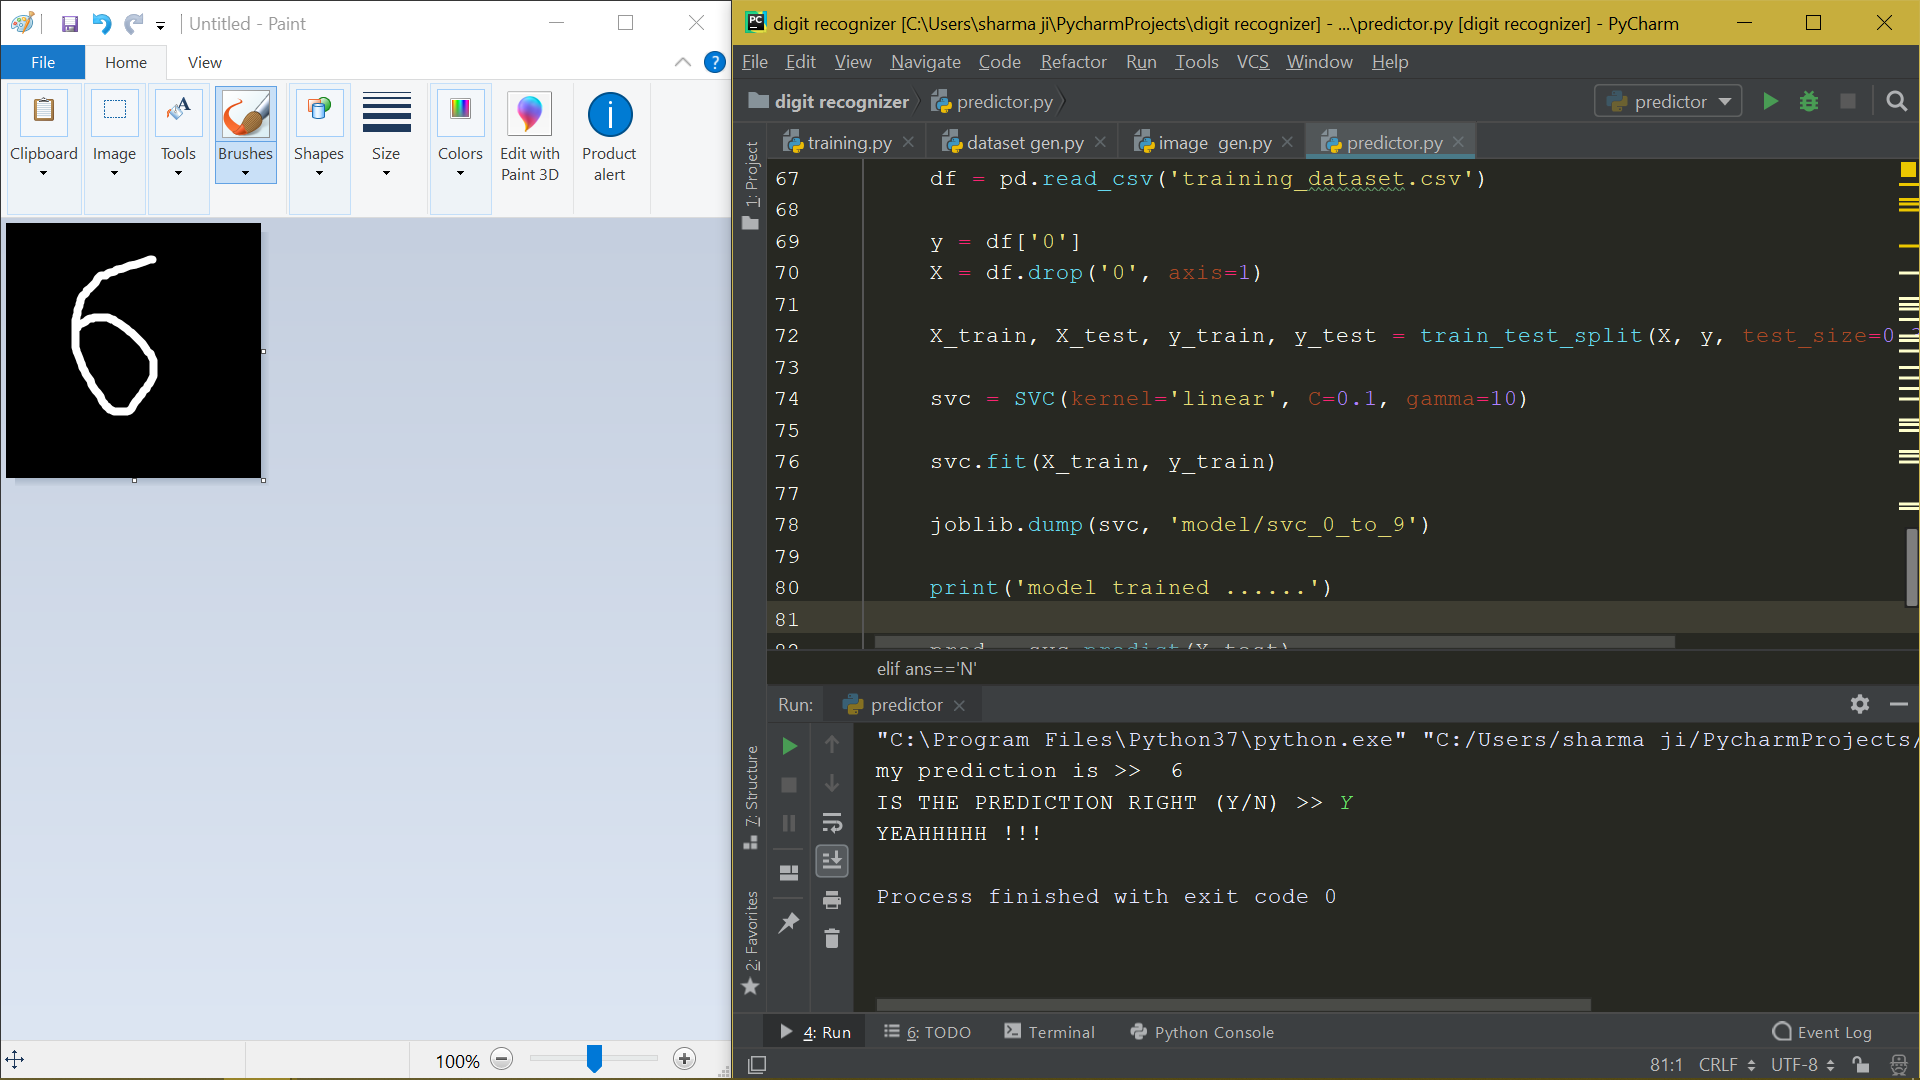 Untitled - Paint
File
Home
View
Clipboard
Image
Tools
Brushes
Shapes
Size
Colors
Edit with
Paint 3D
Product
alert
6
100%
digit recognizer [C:\Users\sharma ji\PycharmProjects\digit recognizer] - ...\predictor.py [digit recognizer] - PyCharm
File Edit View Navigate Code Refactor Run Tools VCS Window Help
digit recognizer predictor.py
predictor
training.py dataset gen.py image gen.py predictor.py
1: Project
67 df = pd.read_csv('training_dataset.csv')
68
69 y = df['0']
70 X = df.drop('0', axis=1)
71
72 X_train, X_test, y_train, y_test = train_test_split(X, y, test_size=0.
73
74 svc = SVC(kernel='linear', C=0.1, gamma=10)
75
76 svc.fit(X_train, y_train)
77
78 joblib.dump(svc, 'model/svc_0_to_9')
79
80 print('model trained ......')
81
elif ans=='N'
Run: predictor
7: Structure
2: Favorites
"C:\Program Files\Python37\python.exe" "C:/Users/sharma ji/PycharmProjects/
my prediction is >> 6
IS THE PREDICTION RIGHT (Y/N) >> Y
YEAHHHHH !!!
Process finished with exit code 0
4: Run 6: TODO Terminal Python Console Event Log
81:1 CRLF UTF-8